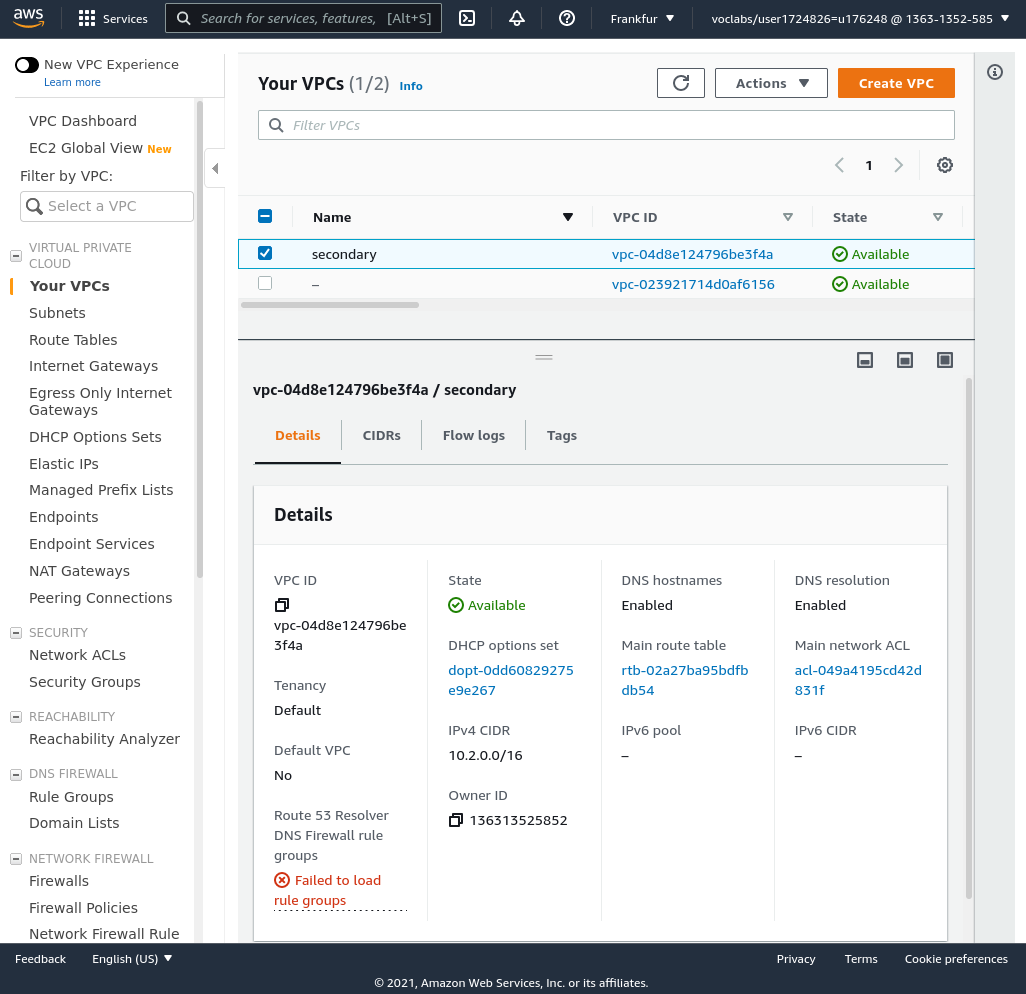 aws
Services
Search for services, features, [Alt+S]
Frankfur
voclabs/user1724826=u176248 @ 1363-1352-585
New VPC Experience
Learn more
VPC Dashboard
EC2 Global View New
Filter by VPC:
Select a VPC
VIRTUAL PRIVATE
CLOUD
Your VPCs
Subnets
Route Tables
Internet Gateways
Egress Only Internet
Gateways
DHCP Options Sets
Elastic IPs
Managed Prefix Lists
Endpoints
Endpoint Services
NAT Gateways
Peering Connections
SECURITY
Network ACLs
Security Groups
REACHABILITY
Reachability Analyzer
DNS FIREWALL
Rule Groups
Domain Lists
NETWORK FIREWALL
Firewalls
Firewall Policies
Network Firewall Rule
Your VPCs (1/2) Info
Actions
Create VPC
Filter VPCs
1
Name VPC ID State
secondary vpc-04d8e124796be3f4a Available
– vpc-023921714d0af6156 Available
vpc-04d8e124796be3f4a / secondary
Details CIDRs Flow logs Tags
Details
VPC ID
vpc-04d8e124796be
3f4a
Tenancy
Default
Default VPC
No
Route 53 Resolver
DNS Firewall rule
groups
Failed to load
rule groups
State
Available
DHCP options set
dopt-0dd60829275
e9e267
IPv4 CIDR
10.2.0.0/16
Owner ID
136313525852
DNS hostnames
Enabled
Main route table
rtb-02a27ba95bdfb
db54
IPv6 pool
–
DNS resolution
Enabled
Main network ACL
acl-049a4195cd42d
831f
IPv6 CIDR
–
Feedback English (US) Privacy Terms Cookie preferences
© 2021, Amazon Web Services, Inc. or its affiliates.